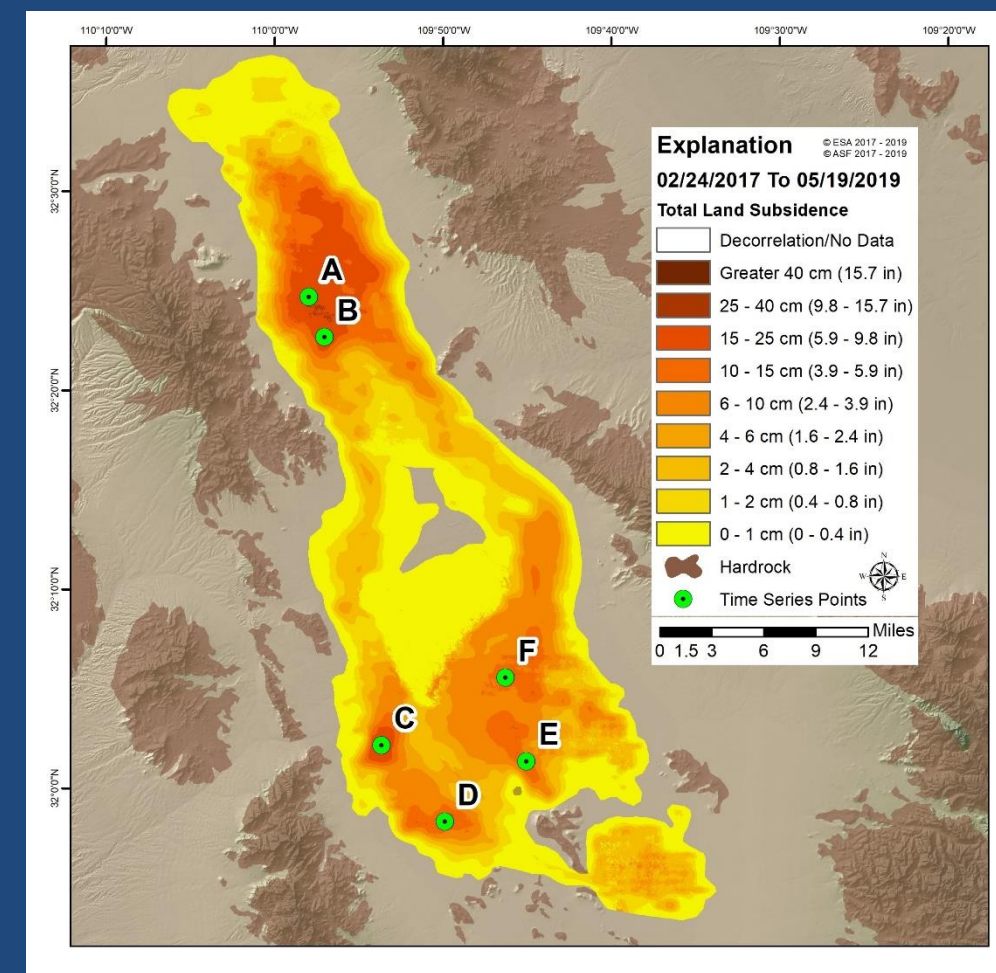 110°10'0"W 110°0'0"W 109°50'0"W 109°40'0"W 109°30'0"W 109°20'0"W
32°30'0"N
32°20'0"N
32°10'0"N
32°0'0"N
A
B
C
D
E
F
Explanation
© ESA 2017 - 2019
© ASF 2017 - 2019
02/24/2017 To 05/19/2019
Total Land Subsidence
Decorrelation/No Data
Greater 40 cm (15.7 in)
25 - 40 cm (9.8 - 15.7 in)
15 - 25 cm (5.9 - 9.8 in)
10 - 15 cm (3.9 - 5.9 in)
6 - 10 cm (2.4 - 3.9 in)
4 - 6 cm (1.6 - 2.4 in)
2 - 4 cm (0.8 - 1.6 in)
1 - 2 cm (0.4 - 0.8 in)
0 - 1 cm (0 - 0.4 in)
Hardrock
N
W E
S
Time Series Points
Miles
0 1.5 3 6 9 12